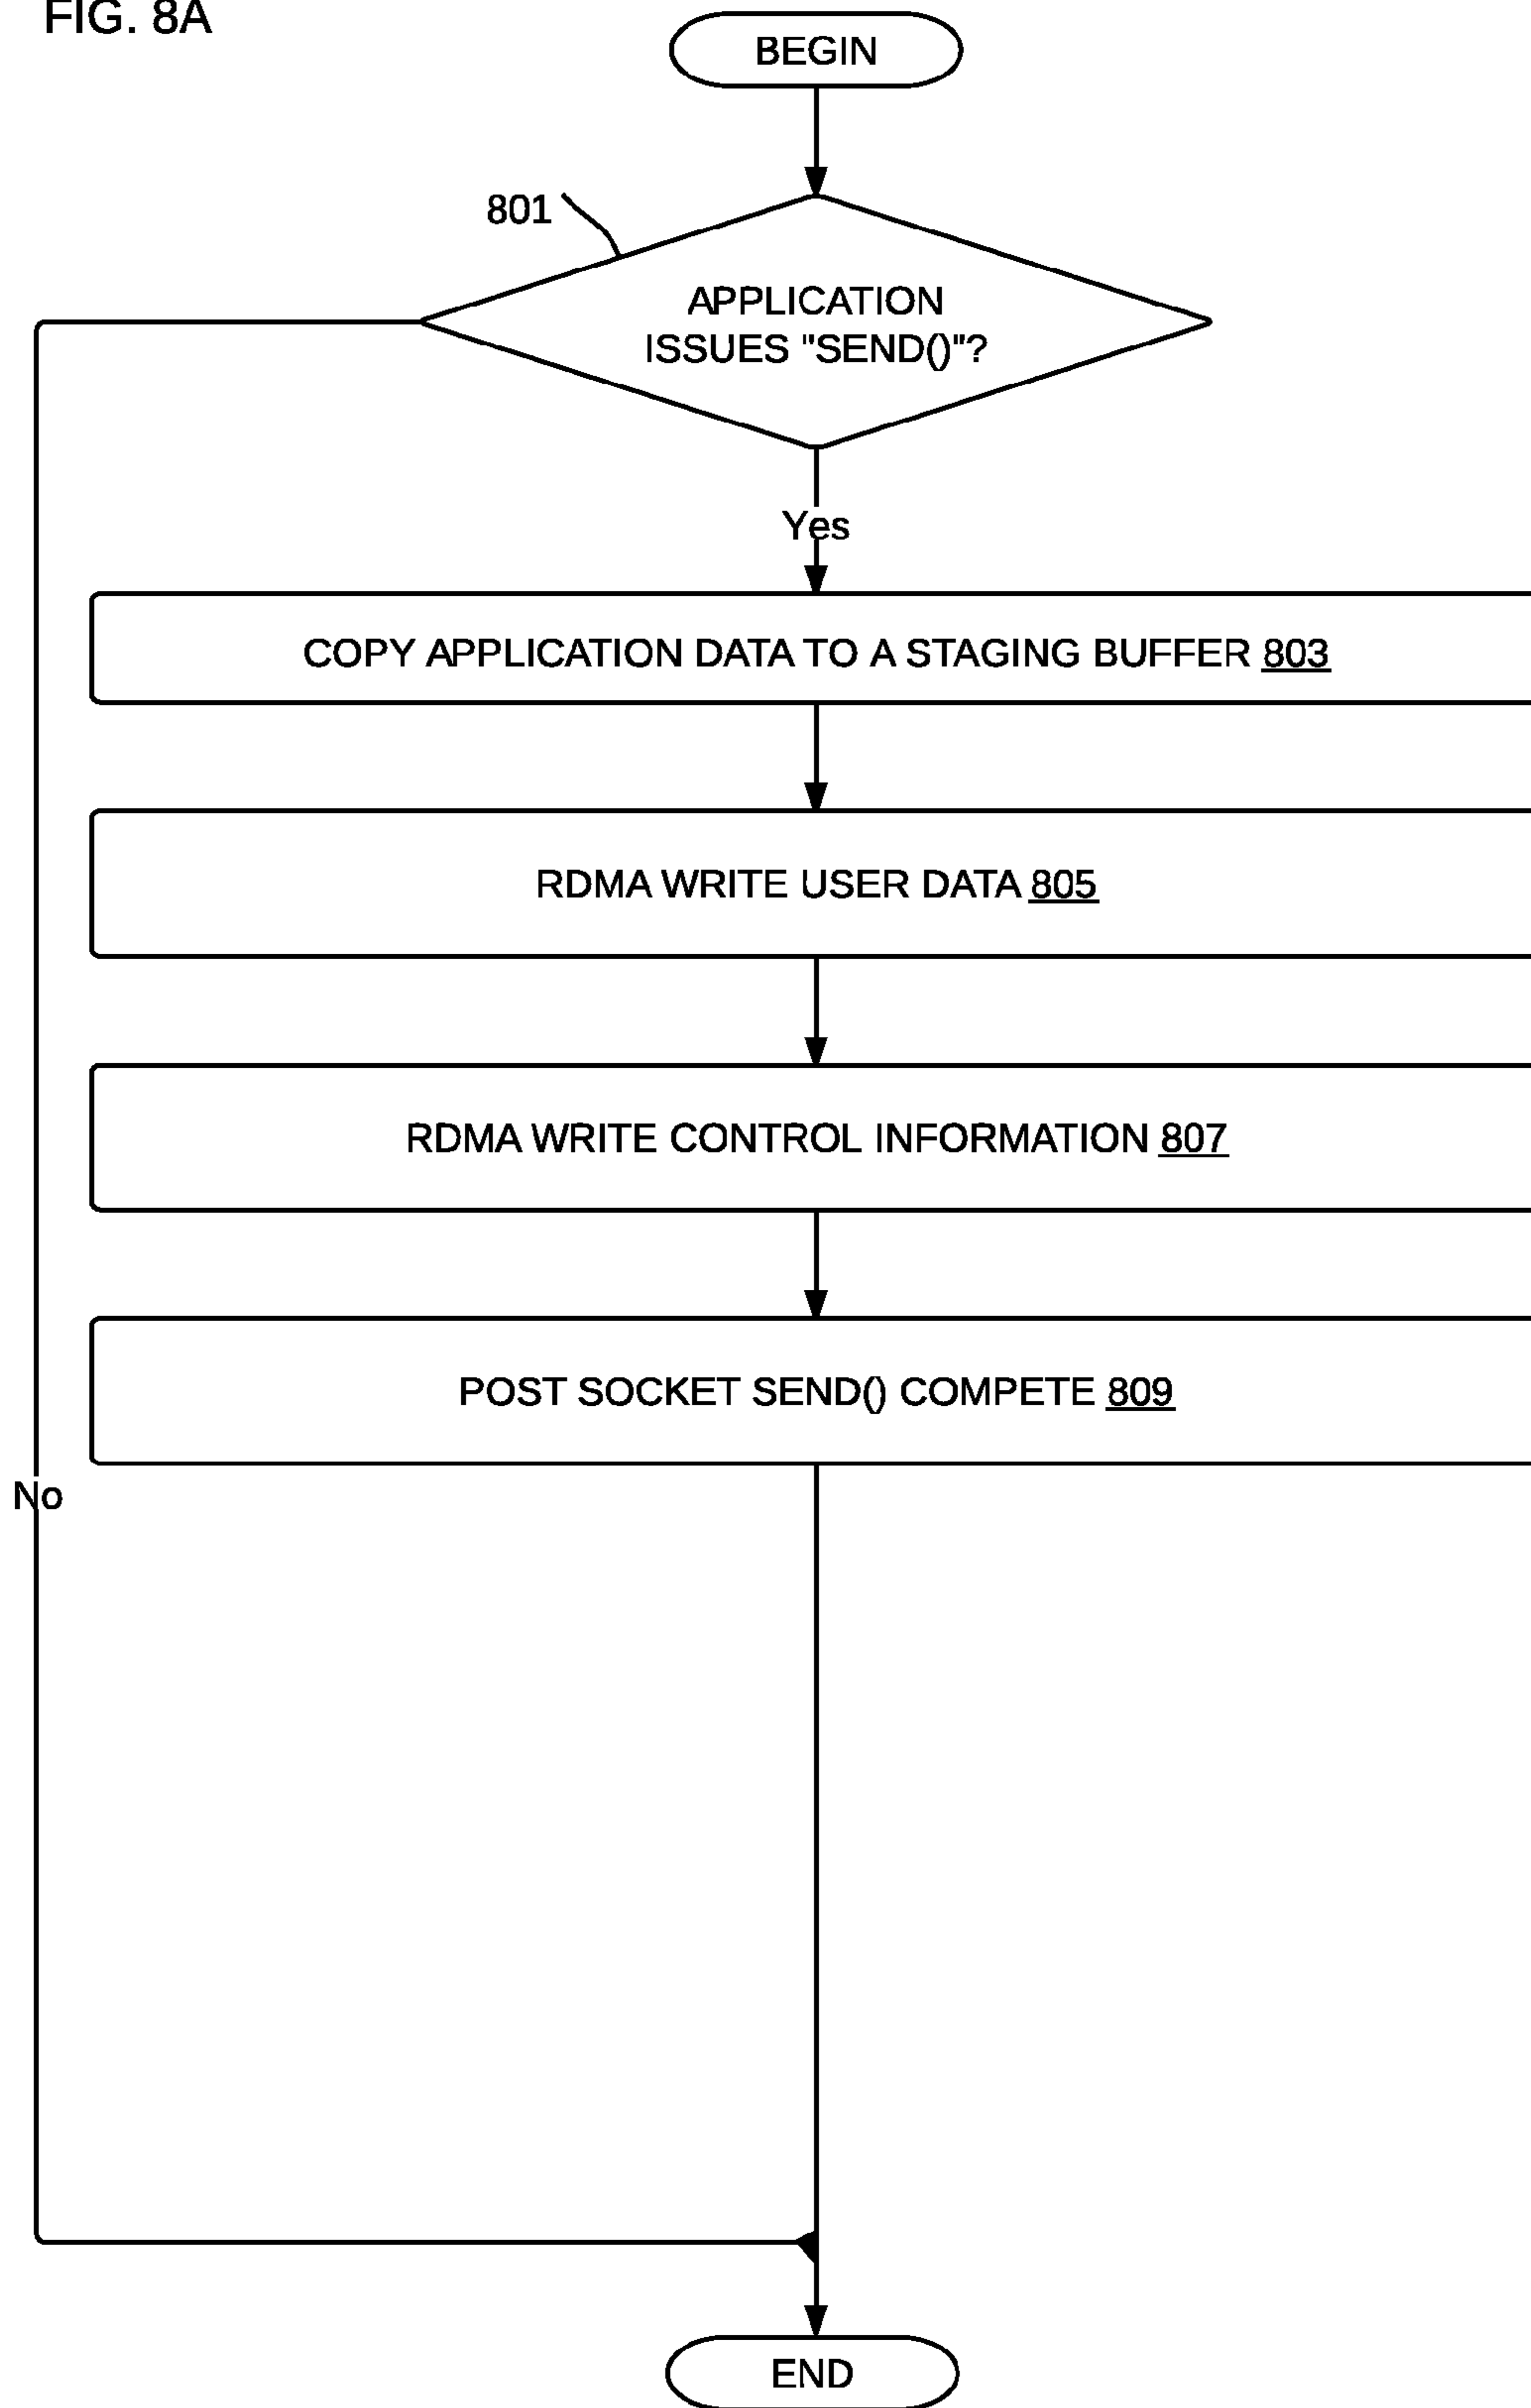 FIG. 8A
BEGIN
801
APPLICATION
ISSUES "SEND()"?
Yes
COPY APPLICATION DATA TO A STAGING BUFFER 803
RDMA WRITE USER DATA 805
RDMA WRITE CONTROL INFORMATION 807
POST SOCKET SEND() COMPETE 809
No
END